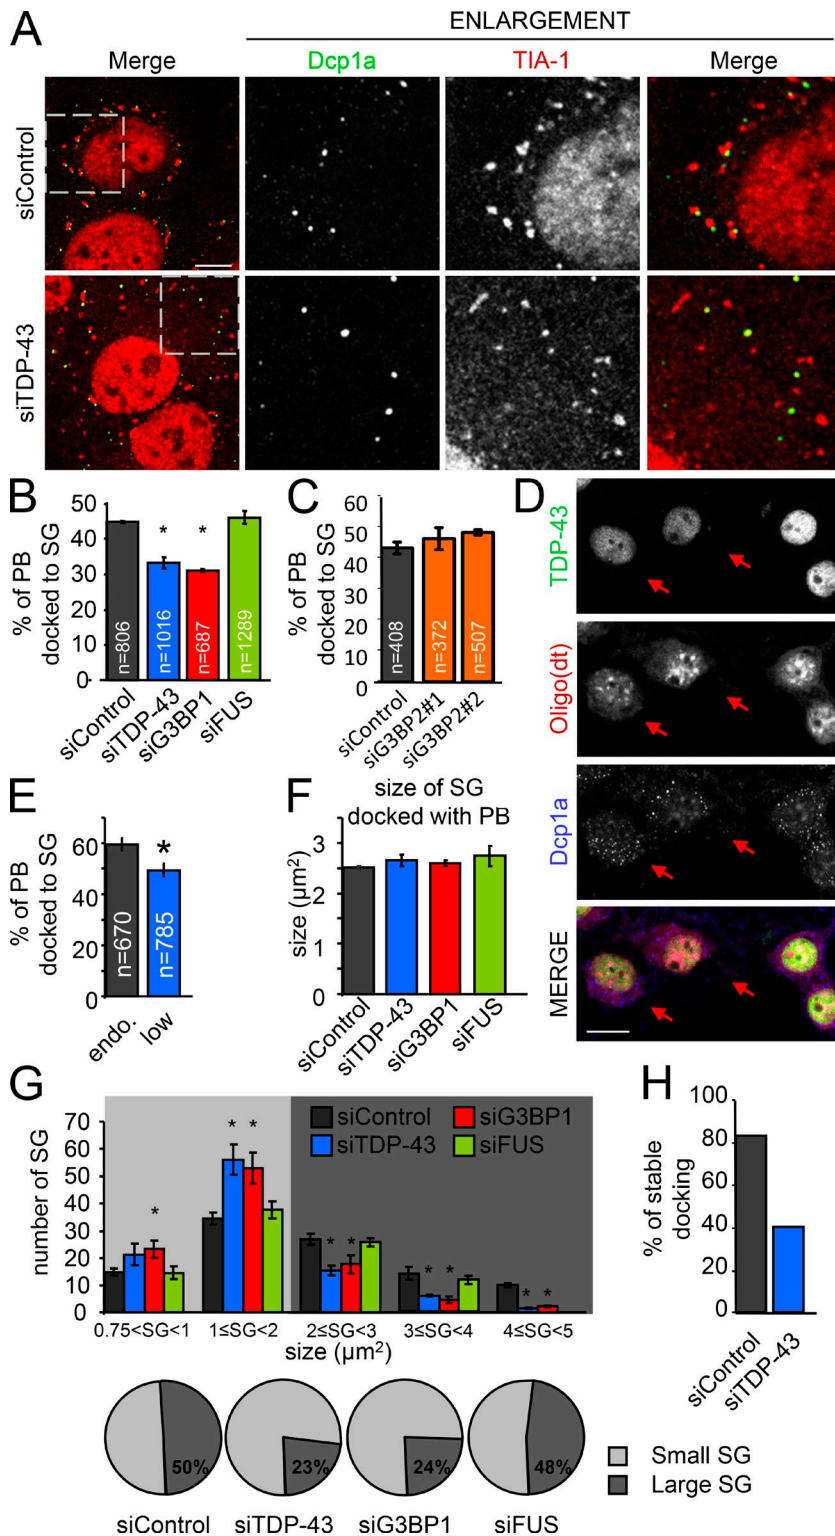 A
ENLARGEMENT
Merge
Dcp1a
TIA-1
Merge
siControl
siTDP-43
B
% of PB
docked to SG
50
40
30
20
10
0
n=806
n=1016
n=687
n=1289
*
*
siControl
siTDP-43
siG3BP1
siFUS
C
% of PB
docked to SG
60
50
40
30
20
10
0
n=408
n=372
n=507
siControl
siG3BP2#1
siG3BP2#2
D
TDP-43
Oligo(dt)
Dcp1a
MERGE
E
% of PB
docked to SG
60
40
20
0
n=670
n=785
*
endo.
low
F
size of SG
docked with PB
size (µm²)
3
2
1
0
siControl
siTDP-43
siG3BP1
siFUS
G
number of SG
70
60
50
40
30
20
10
0
siControl
siG3BP1
siTDP-43
siFUS
*
*
*
*
*
*
*
*
*
0.75<SG<1
1≤SG<2
2≤SG<3
3≤SG<4
4≤SG<5
size (µm²)
50%
23%
24%
48%
siControl
siTDP-43
siG3BP1
siFUS
Small SG
Large SG
H
% of stable
docking
100
80
60
40
20
0
siControl
siTDP-43